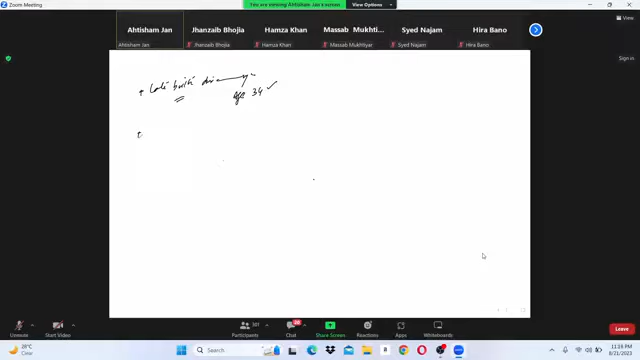 Zoom Meeting
You are viewing Ahtisham Jan's screen
View Options
View
Ahtisham Jan
Jhanzaib Bhojia
Hamza Khan
Massab Mukhti...
Syed Najam
Hira Bano
Ahtisham Jan
Jhanzaib Bhojia
Hamza Khan
Massab Mukhtiyar
Syed Najam
Hira Bano
Sign in
age 34
Unmute
Start Video
Participants
Chat
Share Screen
Reactions
Apps
Whiteboards
Leave
28°C
Clear
Search
11:16 PM
8/21/2023